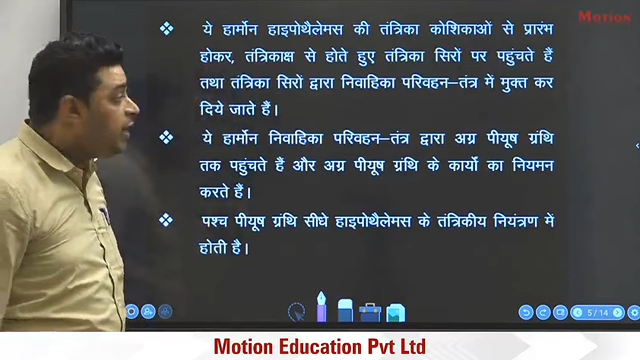 MOTION
❖ ये हार्मोन हाइपोथैलेमस की तंत्रिका कोशिकाओं से प्रारंभ
होकर, तंत्रिकाक्ष से होते हुए तंत्रिका सिरों पर पहुंचते हैं
तथा तंत्रिका सिरों द्वारा निवाहिका परिवहन–तंत्र में मुक्त कर
दिये जाते हैं।
❖ ये हार्मोन निवाहिका परिवहन–तंत्र द्वारा अग्र पीयूष ग्रंथि
तक पहुंचते हैं और अग्र पीयूष ग्रंथि के कार्यो का नियमन
करते हैं।
❖ पश्च पीयूष ग्रंथि सीधे हाइपोथैलेमस के तंत्रिकीय नियंत्रण में
होती है।
5/14
Motion Education Pvt Ltd